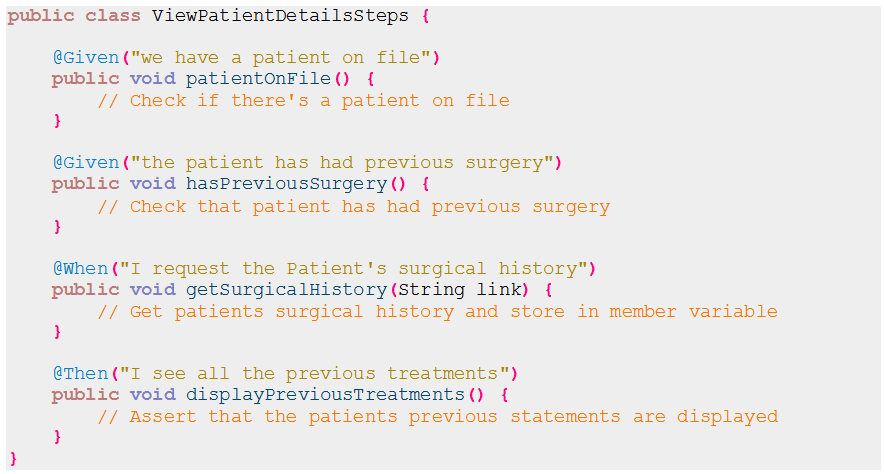 public class ViewPatientDetailsSteps {
@Given("we have a patient on file")
public void patientOnFile() {
// Check if there's a patient on file
}
@Given("the patient has had previous surgery")
public void hasPreviousSurgery() {
// Check that patient has had previous surgery
}
@When("I request the Patient's surgical history")
public void getSurgicalHistory(String link) {
// Get patients surgical history and store in member variable
}
@Then("I see all the previous treatments")
public void displayPreviousTreatments() {
// Assert that the patients previous statements are displayed
}
}